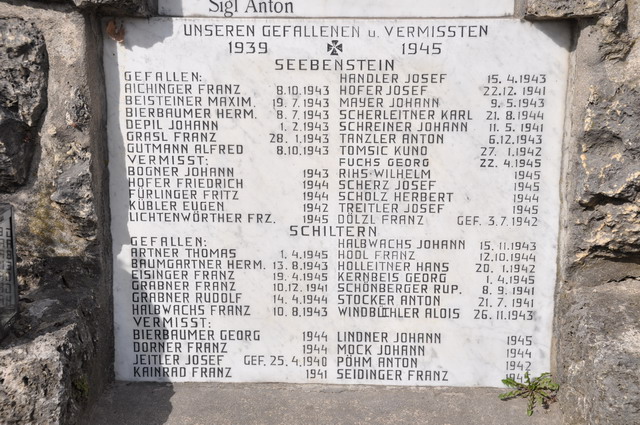 Sigl Anton
UNSEREN GEFALLENEN u. VERMISSTEN
1939 1945
SEEBENSTEIN
GEFALLEN: HANDLER JOSEF 15.4.1943
AICHINGER FRANZ 8.10.1943 HOFER JOSEF 22.12.1941
BEISTEINER MAXIM. 19.7.1943 MAYER JOHANN 9.5.1943
BIERBAUMER HERM. 8.7.1943 SCHERLEITNER KARL 21.8.1944
DEPIL JOHANN 1.2.1943 SCHREINER JOHANN 11.5.1941
GRASL FRANZ 28.1.1943 TANZLER ANTON 6.12.1943
GUTMANN ALFRED 8.10.1943 TOMSIC KUNO 27.1.1942
VERMISST: FUCHS GEORG 22.4.1945
BOGNER JOHANN 1943 RIHS WILHELM 1945
HOFER FRIEDRICH 1944 SCHERZ JOSEF 1945
FÜRLINGER FRITZ 1944 SCHOLZ HERBERT 1944
KÜBLER EUGEN 1942 TREITLER JOSEF 1945
LICHTENWÖRTHER FRZ. 1945 DÖLZL FRANZ GEF. 3.7.1942
SCHILTERN
GEFALLEN: HALBWACHS JOHANN 15.11.1943
ARTNER THOMAS 1.4.1945 HÖDL FRANZ 12.10.1944
BAUMGARTNER HERM. 13.8.1943 HOLLEITNER HANS 20.1.1942
EISINGER FRANZ 19.4.1945 KERNBEIS GEORG 1.4.1945
GRABNER FRANZ 10.12.1941 SCHÖNBERGER RUP. 8.9.1941
GRABNER RUDOLF 14.4.1944 STOCKER ANTON 21.7.1941
HALBWACHS FRANZ 10.8.1943 WINDBÜCHLER ALOIS 26.11.1943
VERMISST:
BIERBAUMER GEORG 1944 LINDNER JOHANN 1945
DORNER FRANZ 1944 MOCK JOHANN 1944
JEITLER JOSEF GEF. 25.4.1940 PÖHM ANTON 1942
KAINRAD FRANZ 1941 SEIDINGER FRANZ